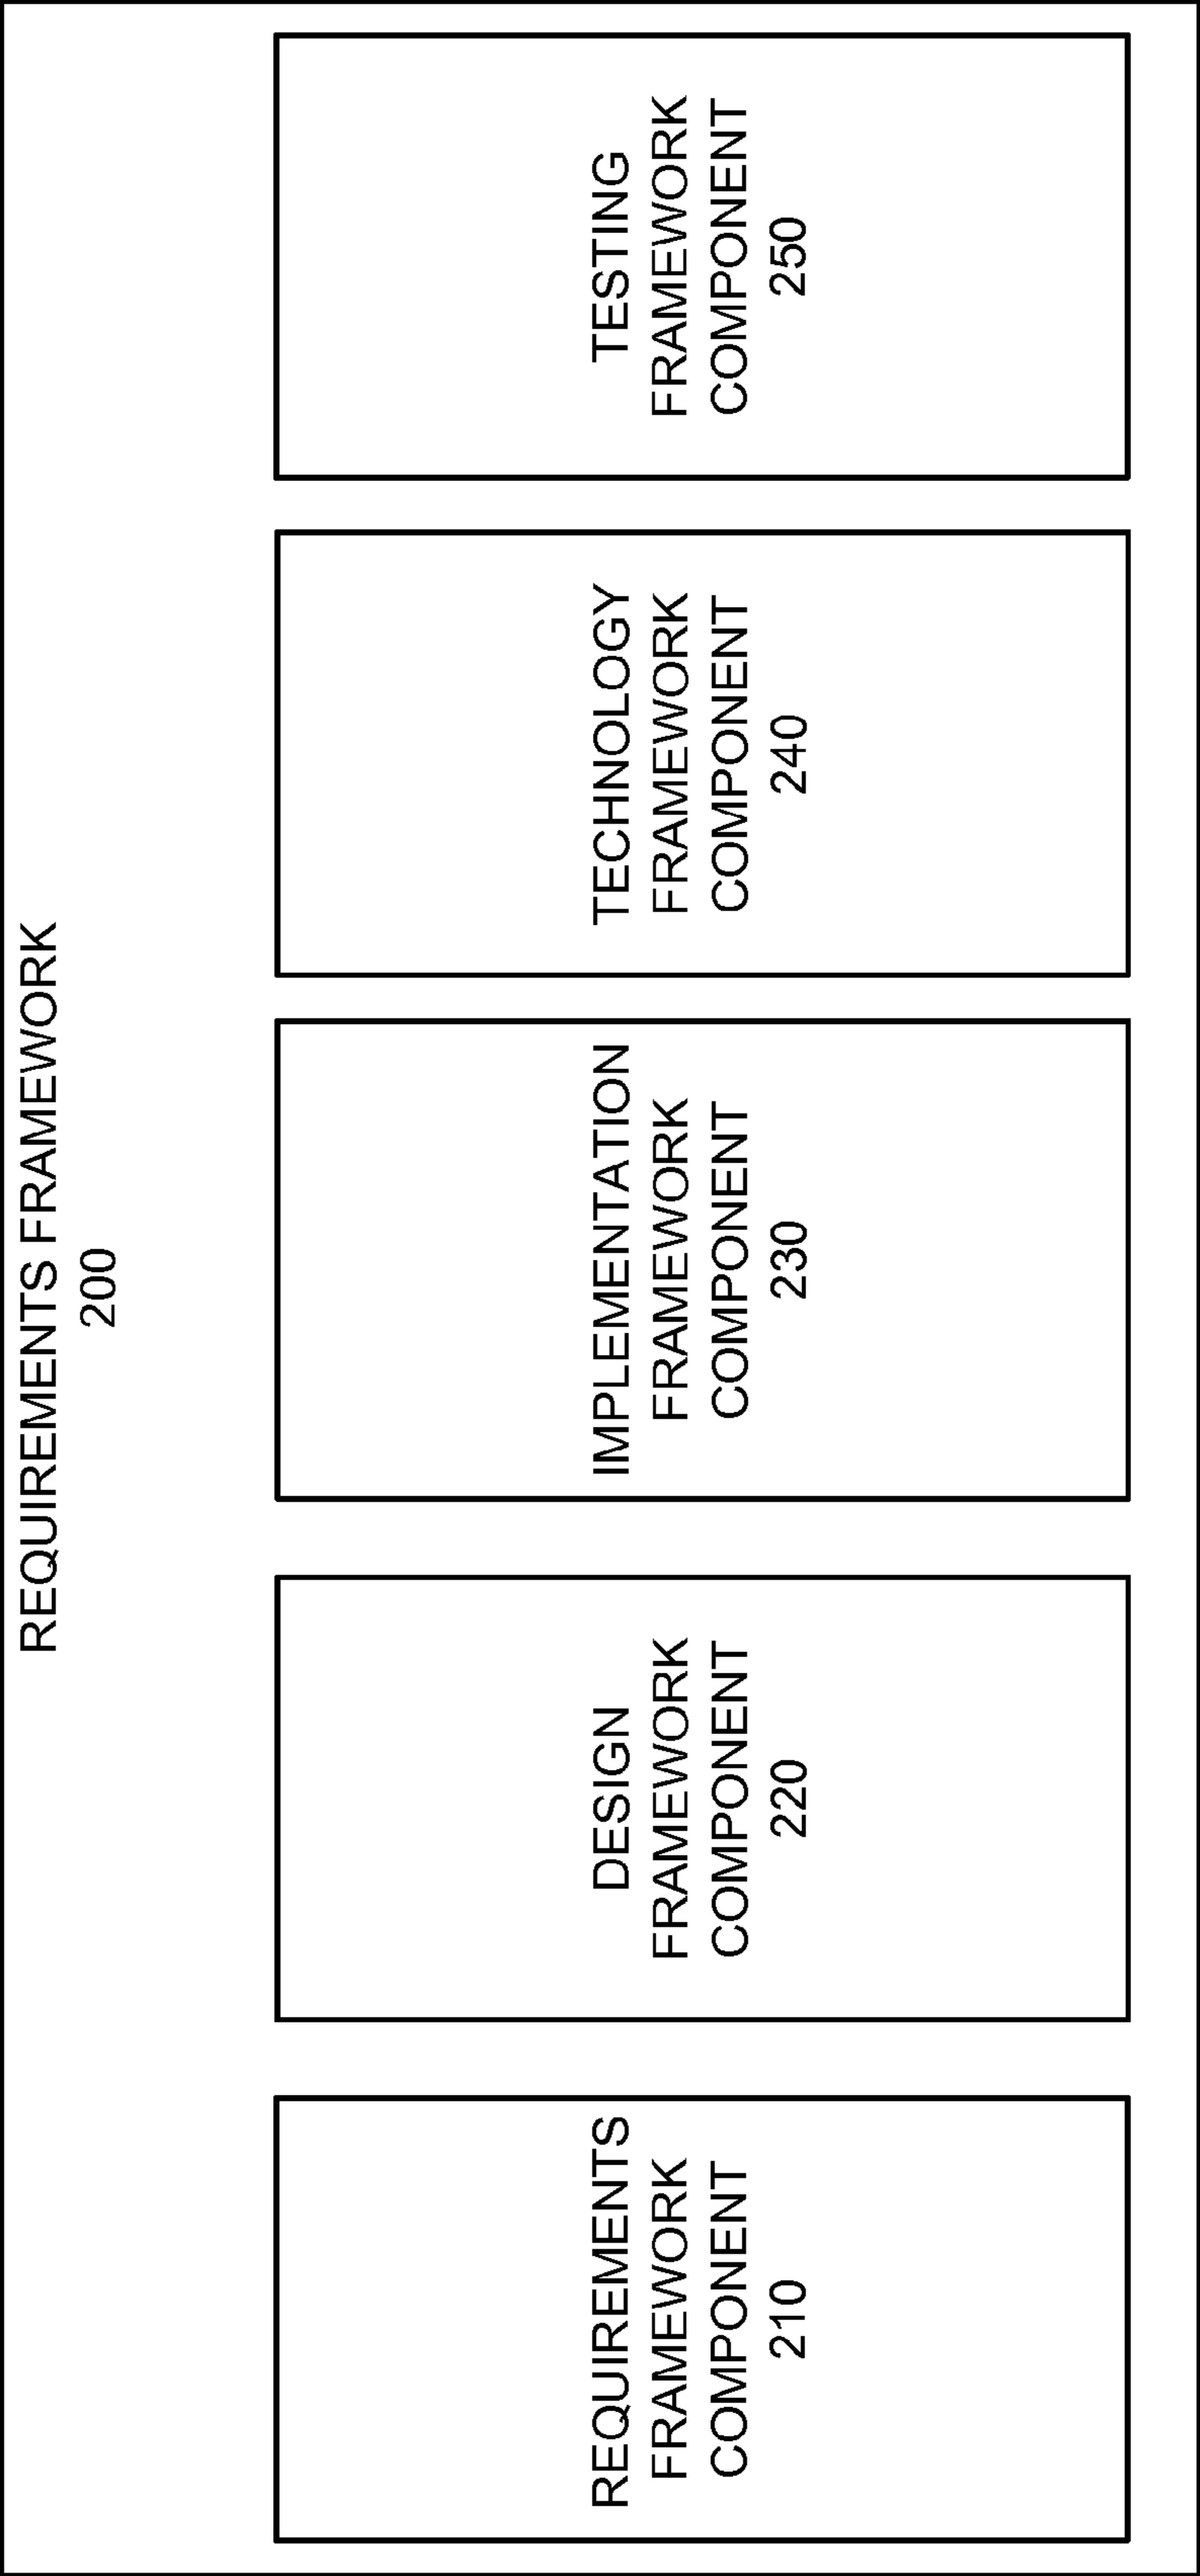 REQUIREMENTS FRAMEWORK
200
REQUIREMENTS
FRAMEWORK
COMPONENT
210
DESIGN
FRAMEWORK
COMPONENT
220
IMPLEMENTATION
FRAMEWORK
COMPONENT
230
TECHNOLOGY
FRAMEWORK
COMPONENT
240
TESTING
FRAMEWORK
COMPONENT
250